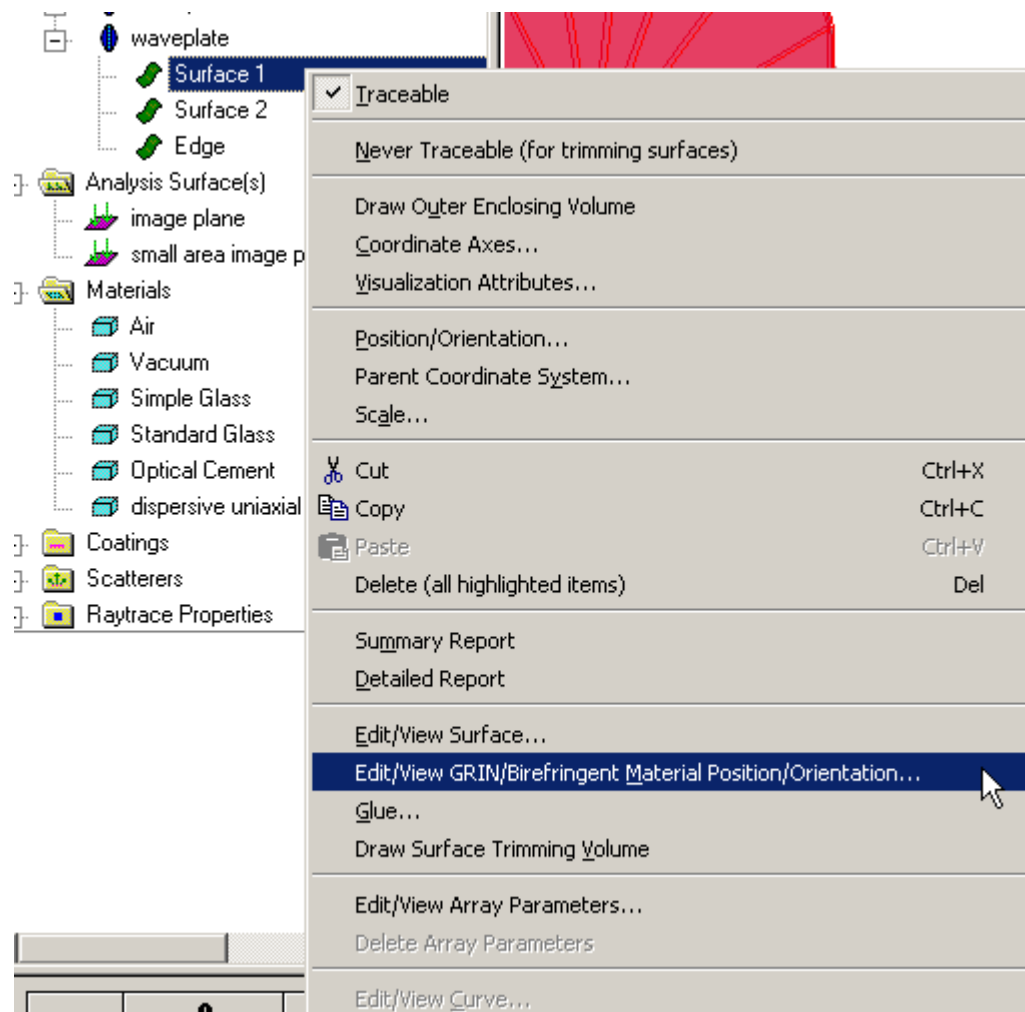 waveplate
Surface 1
Surface 2
Edge
Analysis Surface(s)
image plane
small area image p
Materials
Air
Vacuum
Simple Glass
Standard Glass
Optical Cement
dispersive uniaxial
Coatings
Scatterers
Raytrace Properties
Traceable
Never Traceable (for trimming surfaces)
Draw Outer Enclosing Volume
Coordinate Axes...
Visualization Attributes...
Position/Orientation...
Parent Coordinate System...
Scale...
Cut Ctrl+X
Copy Ctrl+C
Paste Ctrl+V
Delete (all highlighted items) Del
Summary Report
Detailed Report
Edit/View Surface...
Edit/View GRIN/Birefringent Material Position/Orientation...
Glue...
Draw Surface Trimming Volume
Edit/View Array Parameters...
Delete Array Parameters
Edit/View Curve...